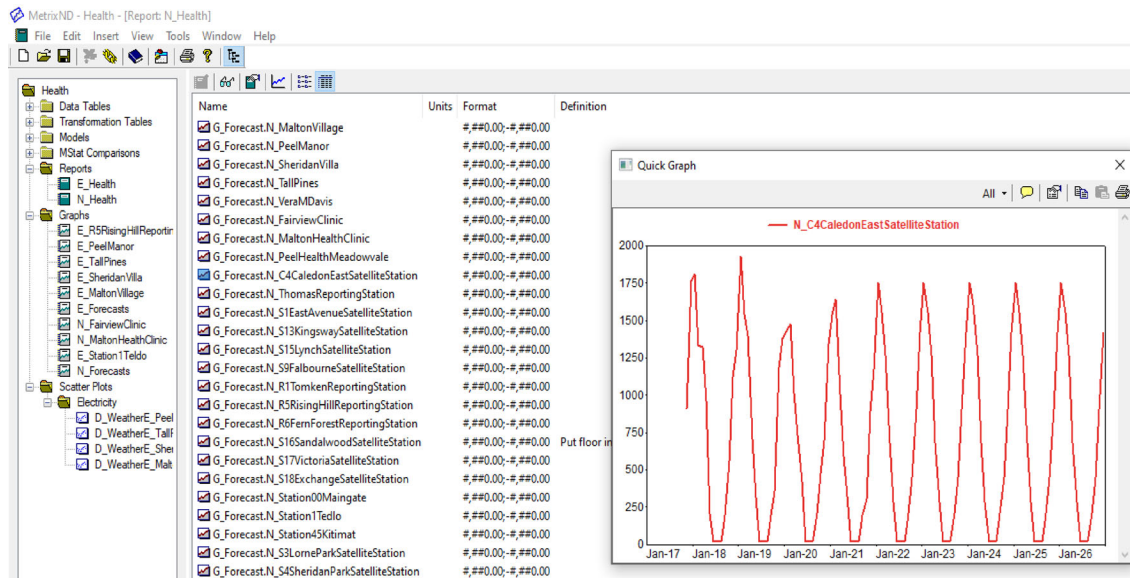 MetrixND - Health - [Report: N_Health]
File Edit Insert View Tools Window Help
Health
Data Tables
Transformation Tables
Models
MStat Comparisons
Reports
E_Health
N_Health
Graphs
E_R5RisingHillReportin
E_PeelManor
E_TallPines
E_SheridanVilla
E_MaltonVillage
E_Forecasts
N_FairviewClinic
N_MaltonHealthClinic
E_Station1Teldo
N_Forecasts
Scatter Plots
Electricity
D_WeatherE_Peel
D_WeatherE_TallF
D_WeatherE_Sher
D_WeatherE_Malt
Name Units Format Definition
G_Forecast.N_MaltonVillage #,##0.00;-#,##0.00
G_Forecast.N_PeelManor #,##0.00;-#,##0.00
G_Forecast.N_SheridanVilla #,##0.00;-#,##0.00
G_Forecast.N_TallPines #,##0.00;-#,##0.00
G_Forecast.N_VeraMDavis #,##0.00;-#,##0.00
G_Forecast.N_FairviewClinic #,##0.00;-#,##0.00
G_Forecast.N_MaltonHealthClinic #,##0.00;-#,##0.00
G_Forecast.N_PeelHealthMeadowvale #,##0.00;-#,##0.00
G_Forecast.N_C4CaledonEastSatelliteStation #,##0.00;-#,##0.00
G_Forecast.N_ThomasReportingStation #,##0.00;-#,##0.00
G_Forecast.N_S1EastAvenueSatelliteStation #,##0.00;-#,##0.00
G_Forecast.N_S13KingswaySatelliteStation #,##0.00;-#,##0.00
G_Forecast.N_S15LynchSatelliteStation #,##0.00;-#,##0.00
G_Forecast.N_S9FalbourneSatelliteStation #,##0.00;-#,##0.00
G_Forecast.N_R1TomkenReportingStation #,##0.00;-#,##0.00
G_Forecast.N_R5RisingHillReportingStation #,##0.00;-#,##0.00
G_Forecast.N_R6FernForestReportingStation #,##0.00;-#,##0.00
G_Forecast.N_S16SandalwoodSatelliteStation #,##0.00;-#,##0.00 Put floor in
G_Forecast.N_S17VictoriaSatelliteStation #,##0.00;-#,##0.00
G_Forecast.N_S18ExchangeSatelliteStation #,##0.00;-#,##0.00
G_Forecast.N_Station00Maingate #,##0.00;-#,##0.00
G_Forecast.N_Station1Tedlo #,##0.00;-#,##0.00
G_Forecast.N_Station45Kitimat #,##0.00;-#,##0.00
G_Forecast.N_S3LorneParkSatelliteStation #,##0.00;-#,##0.00
G_Forecast.N_S4SheridanParkSatelliteStation #,##0.00;-#,##0.00
Quick Graph
All
N_C4CaledonEastSatelliteStation
2000
1750
1500
1250
1000
750
500
250
0
Jan-17 Jan-18 Jan-19 Jan-20 Jan-21 Jan-22 Jan-23 Jan-24 Jan-25 Jan-26